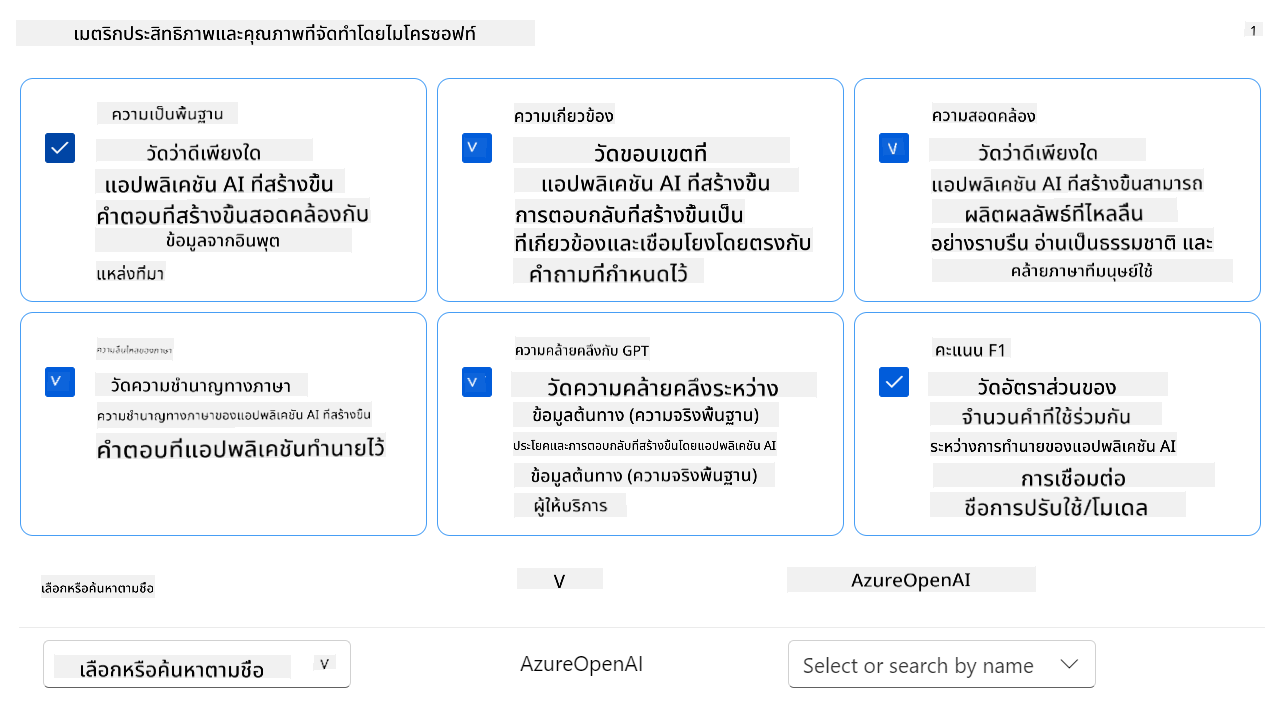 เมตริกประสิทธิภาพและคุณภาพที่จัดทำโดยไมโครซอฟท์
1
ความเป็นพื้นฐาน
วัดว่าดีเพียงใด
แอปพลิเคชัน AI ที่สร้างขึ้น
คำตอบที่สร้างขึ้นสอดคล้องกับ
ข้อมูลจากอินพุต
แหล่งที่มา
V
ความเกี่ยวข้อง
วัดขอบเขตที่
แอปพลิเคชัน AI ที่สร้างขึ้น
การตอบกลับที่สร้างขึ้นเป็น
ที่เกี่ยวข้องและเชื่อมโยงโดยตรงกับ
คำถามที่กำหนดไว้
V
ความสอดคล้อง
วัดว่าดีเพียงใด
แอปพลิเคชัน AI ที่สร้างขึ้นสามารถ
ผลิตผลลัพธ์ที่ไหลลื่น
อย่างราบรื่น อ่านเป็นธรรมชาติ และ
คล้ายภาษาที่มนุษย์ใช้
V
ความลื่นไหลของภาษา
วัดความชำนาญทางภาษา
ความชำนาญทางภาษาของแอปพลิเคชัน AI ที่สร้างขึ้น
คำตอบที่แอปพลิเคชันทำนายไว้
V
ความคล้ายคลึงกับ GPT
วัดความคล้ายคลึงระหว่าง
ข้อมูลต้นทาง (ความจริงพื้นฐาน)
ประโยคและการตอบกลับที่สร้างขึ้นโดยแอปพลิเคชัน AI
ข้อมูลต้นทาง (ความจริงพื้นฐาน)
ผู้ให้บริการ
คะแนน F1
วัดอัตราส่วนของ
จำนวนคำที่ใช้ร่วมกัน
ระหว่างการทำนายของแอปพลิเคชัน AI
การเชื่อมต่อ
ชื่อการปรับใช้/โมเดล
เลือกหรือค้นหาตามชื่อ
V
AzureOpenAI
เลือกหรือค้นหาตามชื่อ
V
AzureOpenAI
Select or search by name